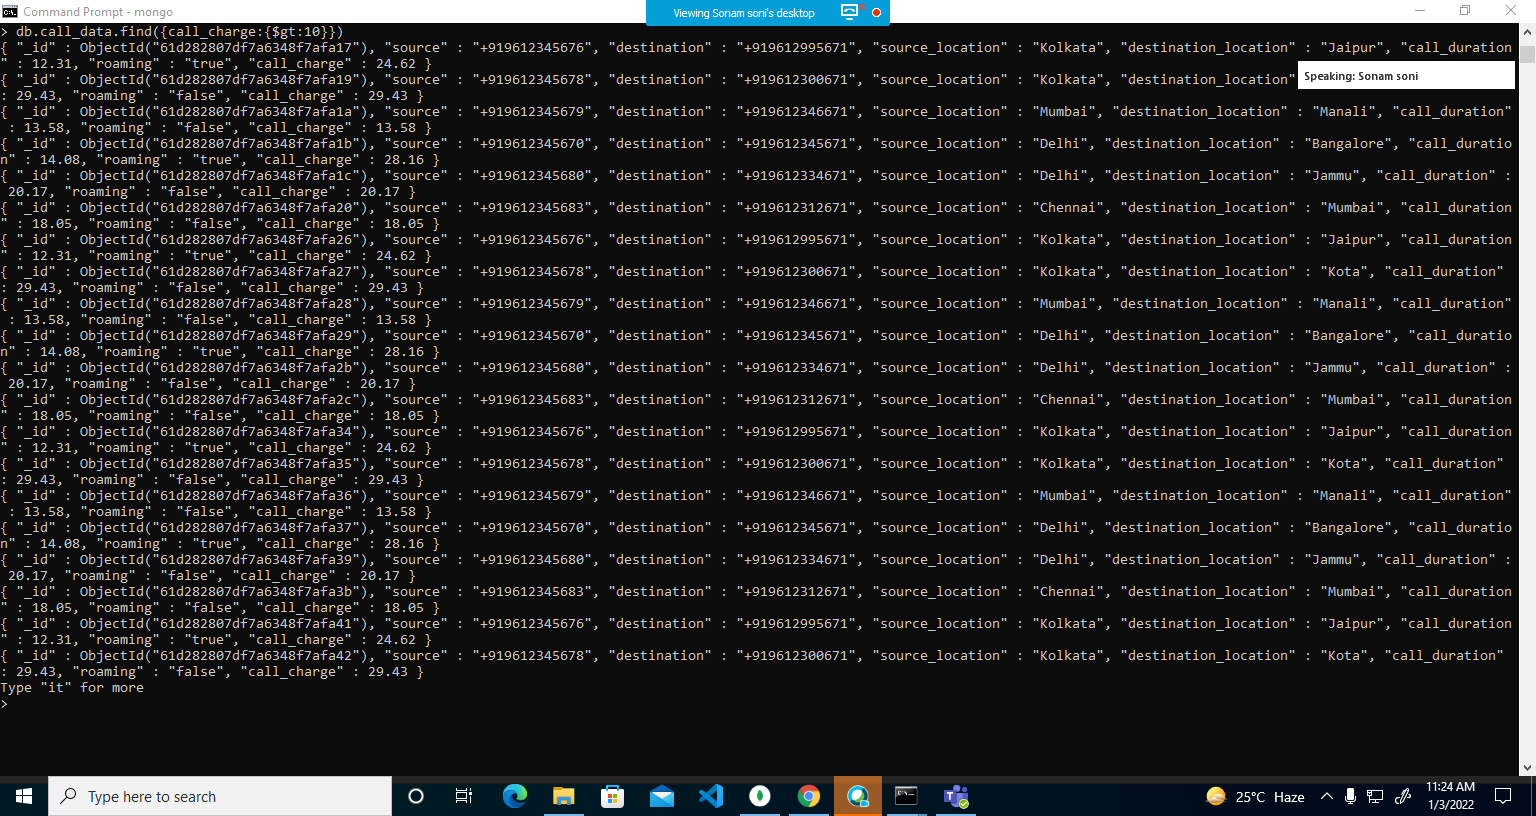 Command Prompt - mongo
Viewing Sonam soni's desktop
> db.call_data.find({call_charge:{$gt:10}})
{ "_id" : ObjectId("61d282807df7a6348f7afa17"), "source" : "+919612345676", "destination" : "+919612995671", "source_location" : "Kolkata", "destination_location" : "Jaipur", "call_duration
" : 12.31, "roaming" : "true", "call_charge" : 24.62 }
Speaking: Sonam soni
{ "_id" : ObjectId("61d282807df7a6348f7afa19"), "source" : "+919612345678", "destination" : "+919612300671", "source_location" : "Kolkata", "destination_location"
: 29.43, "roaming" : "false", "call_charge" : 29.43 }
{ "_id" : ObjectId("61d282807df7a6348f7afa1a"), "source" : "+919612345679", "destination" : "+919612346671", "source_location" : "Mumbai", "destination_location" : "Manali", "call_duration"
: 13.58, "roaming" : "false", "call_charge" : 13.58 }
{ "_id" : ObjectId("61d282807df7a6348f7afa1b"), "source" : "+919612345670", "destination" : "+919612345671", "source_location" : "Delhi", "destination_location" : "Bangalore", "call_duratio
n" : 14.08, "roaming" : "true", "call_charge" : 28.16 }
{ "_id" : ObjectId("61d282807df7a6348f7afa1c"), "source" : "+919612345680", "destination" : "+919612334671", "source_location" : "Delhi", "destination_location" : "Jammu", "call_duration" :
20.17, "roaming" : "false", "call_charge" : 20.17 }
{ "_id" : ObjectId("61d282807df7a6348f7afa20"), "source" : "+919612345683", "destination" : "+919612312671", "source_location" : "Chennai", "destination_location" : "Mumbai", "call_duration
" : 18.05, "roaming" : "false", "call_charge" : 18.05 }
{ "_id" : ObjectId("61d282807df7a6348f7afa26"), "source" : "+919612345676", "destination" : "+919612995671", "source_location" : "Kolkata", "destination_location" : "Jaipur", "call_duration
" : 12.31, "roaming" : "true", "call_charge" : 24.62 }
{ "_id" : ObjectId("61d282807df7a6348f7afa27"), "source" : "+919612345678", "destination" : "+919612300671", "source_location" : "Kolkata", "destination_location" : "Kota", "call_duration"
: 29.43, "roaming" : "false", "call_charge" : 29.43 }
{ "_id" : ObjectId("61d282807df7a6348f7afa28"), "source" : "+919612345679", "destination" : "+919612346671", "source_location" : "Mumbai", "destination_location" : "Manali", "call_duration"
: 13.58, "roaming" : "false", "call_charge" : 13.58 }
{ "_id" : ObjectId("61d282807df7a6348f7afa29"), "source" : "+919612345670", "destination" : "+919612345671", "source_location" : "Delhi", "destination_location" : "Bangalore", "call_duratio
n" : 14.08, "roaming" : "true", "call_charge" : 28.16 }
{ "_id" : ObjectId("61d282807df7a6348f7afa2b"), "source" : "+919612345680", "destination" : "+919612334671", "source_location" : "Delhi", "destination_location" : "Jammu", "call_duration" :
20.17, "roaming" : "false", "call_charge" : 20.17 }
{ "_id" : ObjectId("61d282807df7a6348f7afa2c"), "source" : "+919612345683", "destination" : "+919612312671", "source_location" : "Chennai", "destination_location" : "Mumbai", "call_duration
" : 18.05, "roaming" : "false", "call_charge" : 18.05 }
{ "_id" : ObjectId("61d282807df7a6348f7afa34"), "source" : "+919612345676", "destination" : "+919612995671", "source_location" : "Kolkata", "destination_location" : "Jaipur", "call_duration
" : 12.31, "roaming" : "true", "call_charge" : 24.62 }
{ "_id" : ObjectId("61d282807df7a6348f7afa35"), "source" : "+919612345678", "destination" : "+919612300671", "source_location" : "Kolkata", "destination_location" : "Kota", "call_duration"
: 29.43, "roaming" : "false", "call_charge" : 29.43 }
{ "_id" : ObjectId("61d282807df7a6348f7afa36"), "source" : "+919612345679", "destination" : "+919612346671", "source_location" : "Mumbai", "destination_location" : "Manali", "call_duration"
: 13.58, "roaming" : "false", "call_charge" : 13.58 }
{ "_id" : ObjectId("61d282807df7a6348f7afa37"), "source" : "+919612345670", "destination" : "+919612345671", "source_location" : "Delhi", "destination_location" : "Bangalore", "call_duratio
n" : 14.08, "roaming" : "true", "call_charge" : 28.16 }
{ "_id" : ObjectId("61d282807df7a6348f7afa39"), "source" : "+919612345680", "destination" : "+919612334671", "source_location" : "Delhi", "destination_location" : "Jammu", "call_duration" :
20.17, "roaming" : "false", "call_charge" : 20.17 }
{ "_id" : ObjectId("61d282807df7a6348f7afa3b"), "source" : "+919612345683", "destination" : "+919612312671", "source_location" : "Chennai", "destination_location" : "Mumbai", "call_duration
" : 18.05, "roaming" : "false", "call_charge" : 18.05 }
{ "_id" : ObjectId("61d282807df7a6348f7afa41"), "source" : "+919612345676", "destination" : "+919612995671", "source_location" : "Kolkata", "destination_location" : "Jaipur", "call_duration
" : 12.31, "roaming" : "true", "call_charge" : 24.62 }
{ "_id" : ObjectId("61d282807df7a6348f7afa42"), "source" : "+919612345678", "destination" : "+919612300671", "source_location" : "Kolkata", "destination_location" : "Kota", "call_duration"
: 29.43, "roaming" : "false", "call_charge" : 29.43 }
Type "it" for more
>
Type here to search
25°C Haze
11:24 AM
1/3/2022